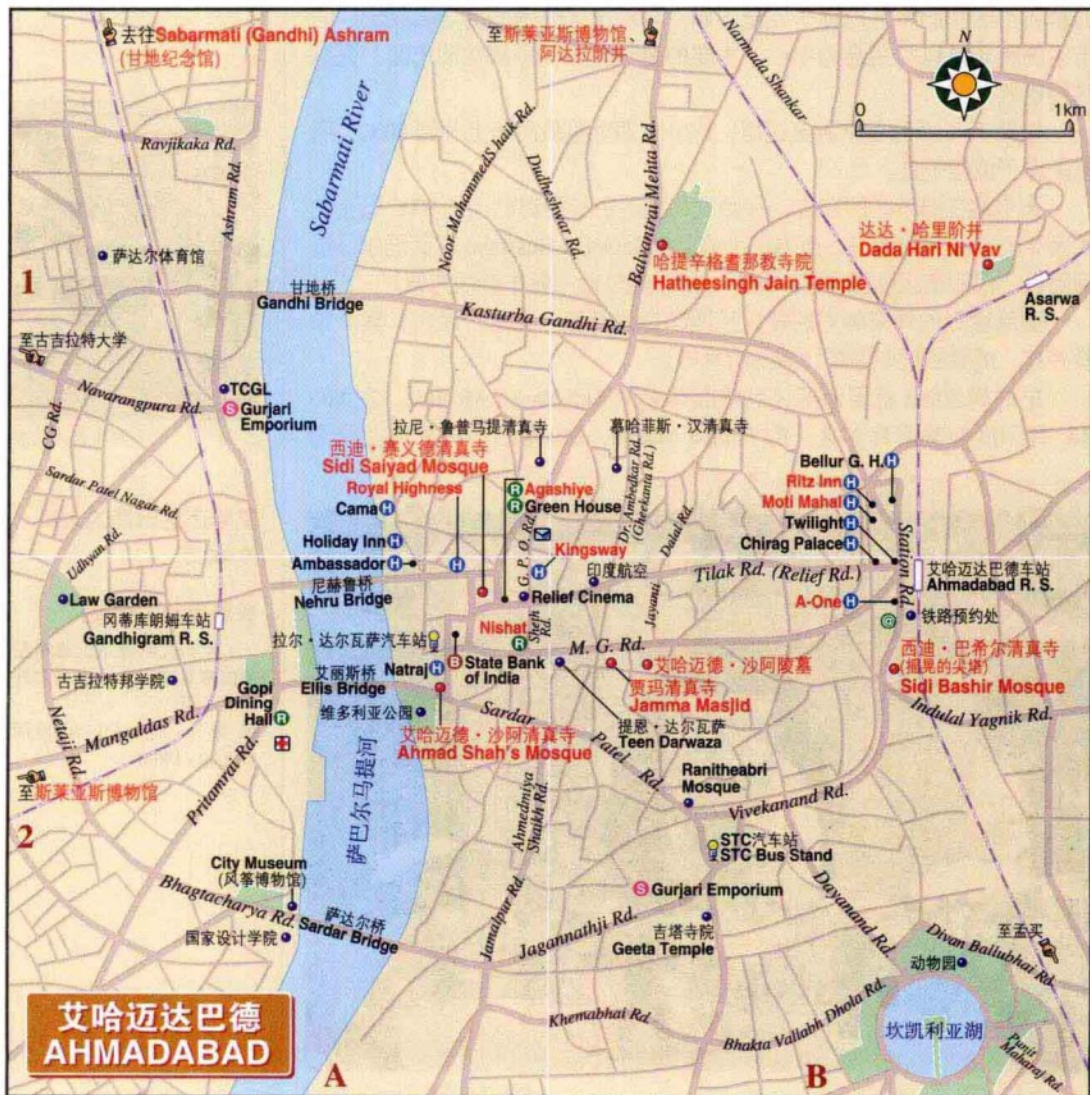 去往Sabarmati (Gandhi) Ashram
(甘地纪念馆)
至斯莱亚斯博物馆、
阿达拉阶井
Narmada Shankar
N
0 1km
Ravjikaka Rd.
Ashram Rd.
Sabarmati River
Noor MohammedShaik Rd.
Dudheshwar Rd.
Balvantrai Mehta Rd.
萨达尔体育馆
1
哈提辛格耆那教寺院
Hatheesingh Jain Temple
达达·哈里阶井
Dada Hari Ni Vav
Asarwa
R. S.
甘地桥
Gandhi Bridge
Kasturba Gandhi Rd.
至古吉拉特大学
Navarangpura Rd.
CG Rd.
TCGL
S Gurjari
Emporium
Sardar Patel Nagar Rd.
Udhyan Rd.
拉尼·鲁普马提清真寺
慕哈菲斯·汉清真寺
西迪·赛义德清真寺
Sidi Saiyad Mosque
Royal Highness
Cama H
R Agashiye
R Green House
Dr. Ambedkar Rd.
(Gheekanta Rd.)
Dalal Rd.
Jayanti
Bellur G. H. H
Ritz Inn H
Moti Mahal H
Twilight H
Chirag Palace H
Station Rd.
Holiday Inn H
Ambassador H
H
G. P. O. Rd.
Kingsway
H
印度航空
Tilak Rd. (Relief Rd.)
艾哈迈达巴德车站
Ahmadabad R. S.
尼赫鲁桥
Nehru Bridge
Law Garden
冈蒂库朗姆车站
Gandhigram R. S.
Relief Cinema
A-One H
@
铁路预约处
拉尔·达尔瓦萨汽车站
Nishat
R
Sheth Rd.
M. G. Rd.
西迪·巴希尔清真寺
(摇晃的尖塔)
Sidi Bashir Mosque
艾丽斯桥
Ellis Bridge
Natraj H
B State Bank
of India
艾哈迈德·沙阿陵墓
贾玛清真寺
Jamma Masjid
古吉拉特邦学院
Gopi
Dining
Hall R
维多利亚公园
Sardar Patel Rd.
提恩·达尔瓦萨
Teen Darwaza
Indulal Yagnik Rd.
Netaji Rd.
Mangaldas Rd.
艾哈迈德·沙阿清真寺
Ahmad Shah's Mosque
至斯莱亚斯博物馆
2
Pritamrai Rd.
萨巴尔马提河
Ahmedmiya
Shaikh Rd.
Ranitheabri
Mosque
Vivekanand Rd.
STC汽车站
STC Bus Stand
City Museum
(风筝博物馆)
Bhagtacharya Rd.
萨达尔桥
Sardar Bridge
国家设计学院
Jamalpur Rd.
Jagannathji Rd.
S Gurjari Emporium
吉塔寺院
Geeta Temple
Dayanand Rd.
至孟买
Divan Ballubhai Rd.
动物园
坎凯利亚湖
Khemabhai Rd.
Bhakta Vallabh Dhola Rd.
Punjit
Maharaj Rd.
艾哈迈达巴德
AHMADABAD
A
B